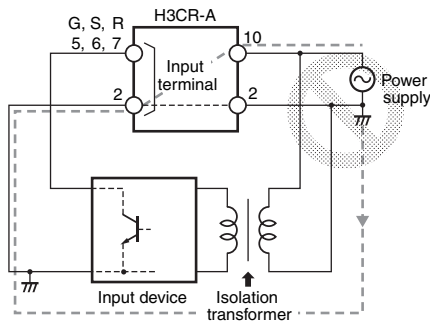 H3CR-A
G, S, R
5, 6, 7
10
Input
terminal
Power
supply
2
2
Input device
Isolation
transformer